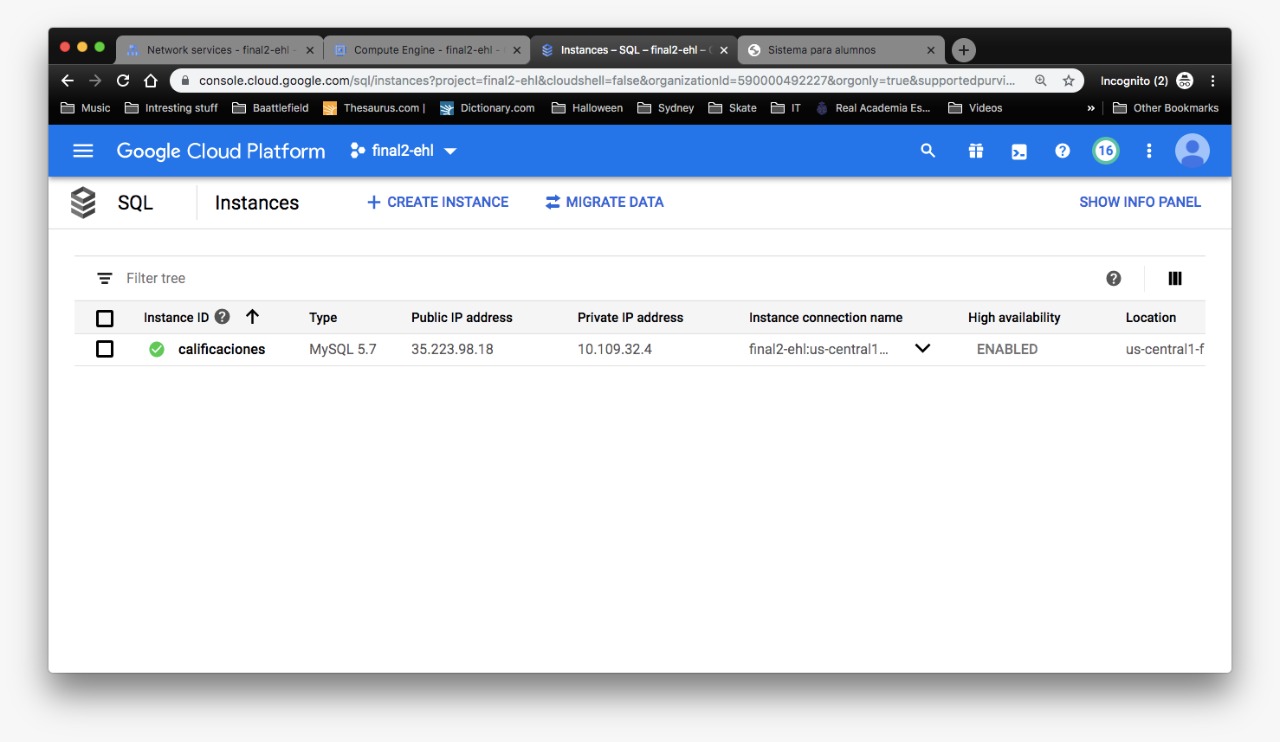 Network services - final2-ehl -
Compute Engine - final2-ehl -
Instances – SQL – final2-ehl –
Sistema para alumnos
console.cloud.google.com/sql/instances?project=final2-ehl&cloudshell=false&organizationId=590000492227&orgonly=true&supportedpurvi...
Incognito (2)
Music Intresting stuff Baattlefield Thesaurus.com | Dictionary.com Halloween Sydney Skate IT Real Academia Es... Videos » Other Bookmarks
Google Cloud Platform final2-ehl 16
SQL Instances + CREATE INSTANCE MIGRATE DATA SHOW INFO PANEL
Filter tree
Instance ID Type Public IP address Private IP address Instance connection name High availability Location
calificaciones MySQL 5.7 35.223.98.18 10.109.32.4 final2-ehl:us-central1... ENABLED us-central1-f